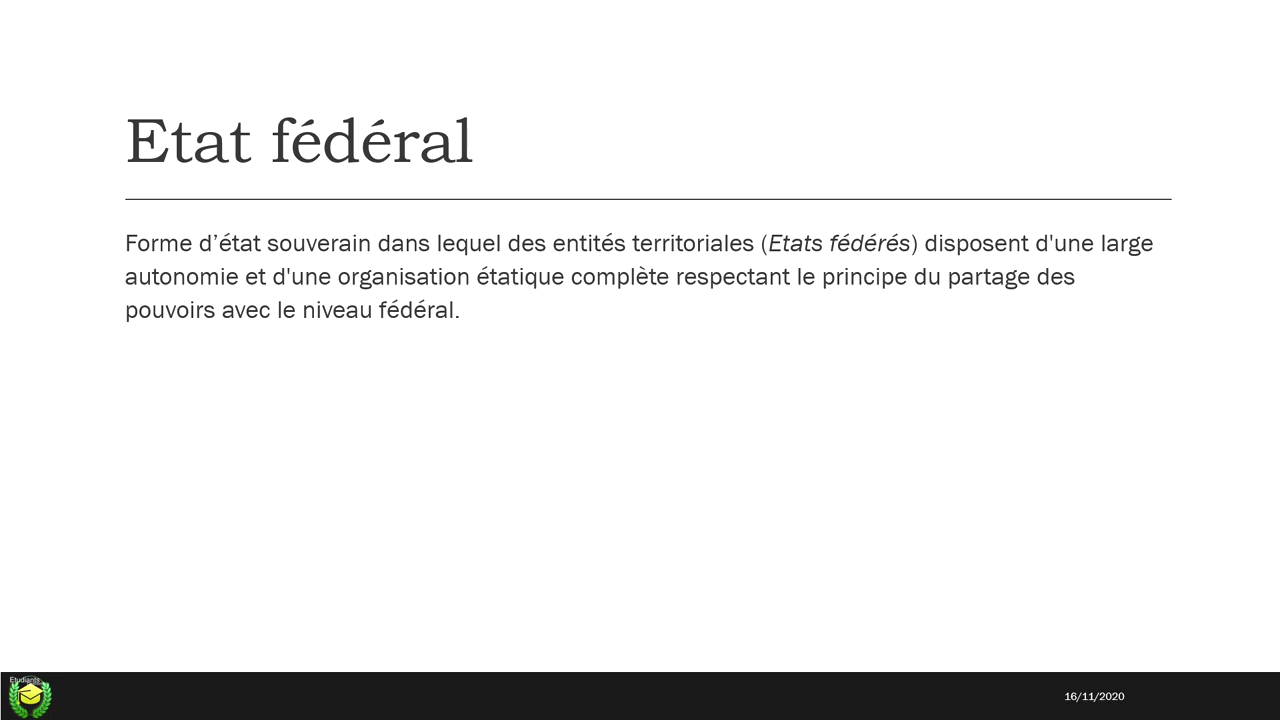 Etat fédéral
Forme d’état souverain dans lequel des entités territoriales (Etats fédérés) disposent d'une large
autonomie et d'une organisation étatique complète respectant le principe du partage des
pouvoirs avec le niveau fédéral.
Etudiants
16/11/2020